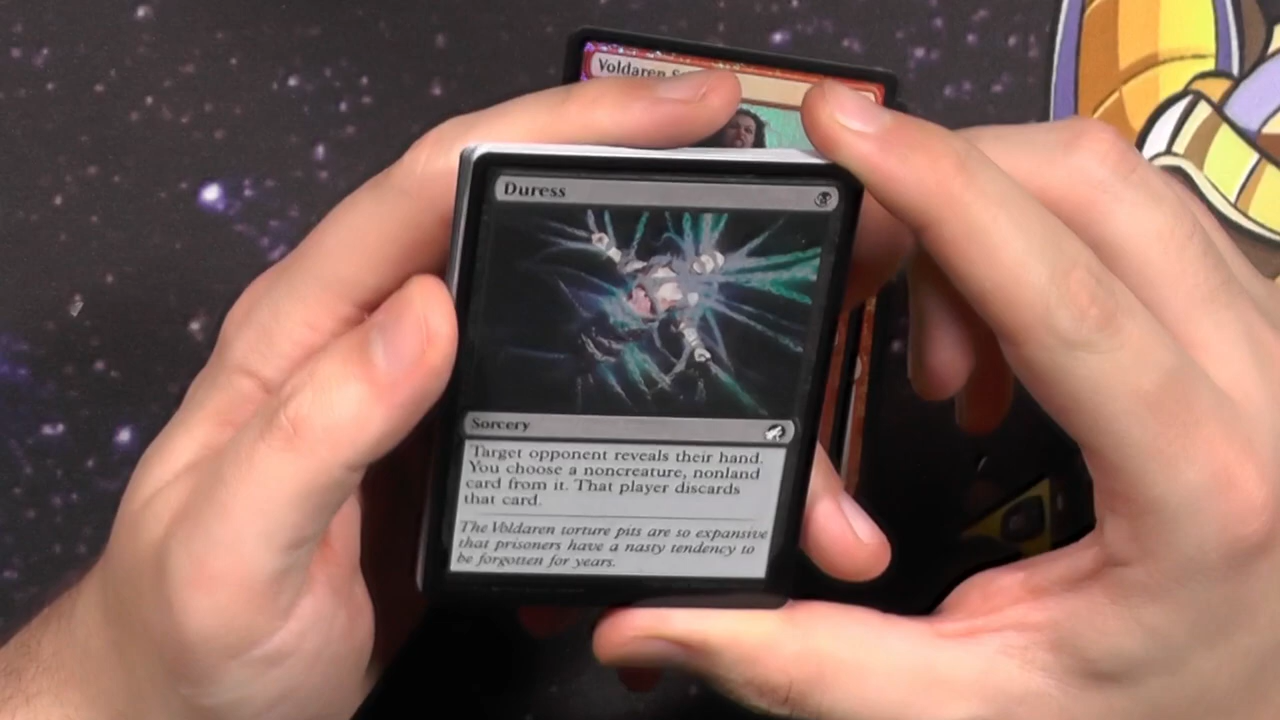 Voldaren
Duress
Sorcery
Target opponent reveals their hand.
You choose a noncreature, nonland
card from it. That player discards
that card.
The Voldaren torture pits are so expansive
that prisoners have a nasty tendency to
be forgotten for years.